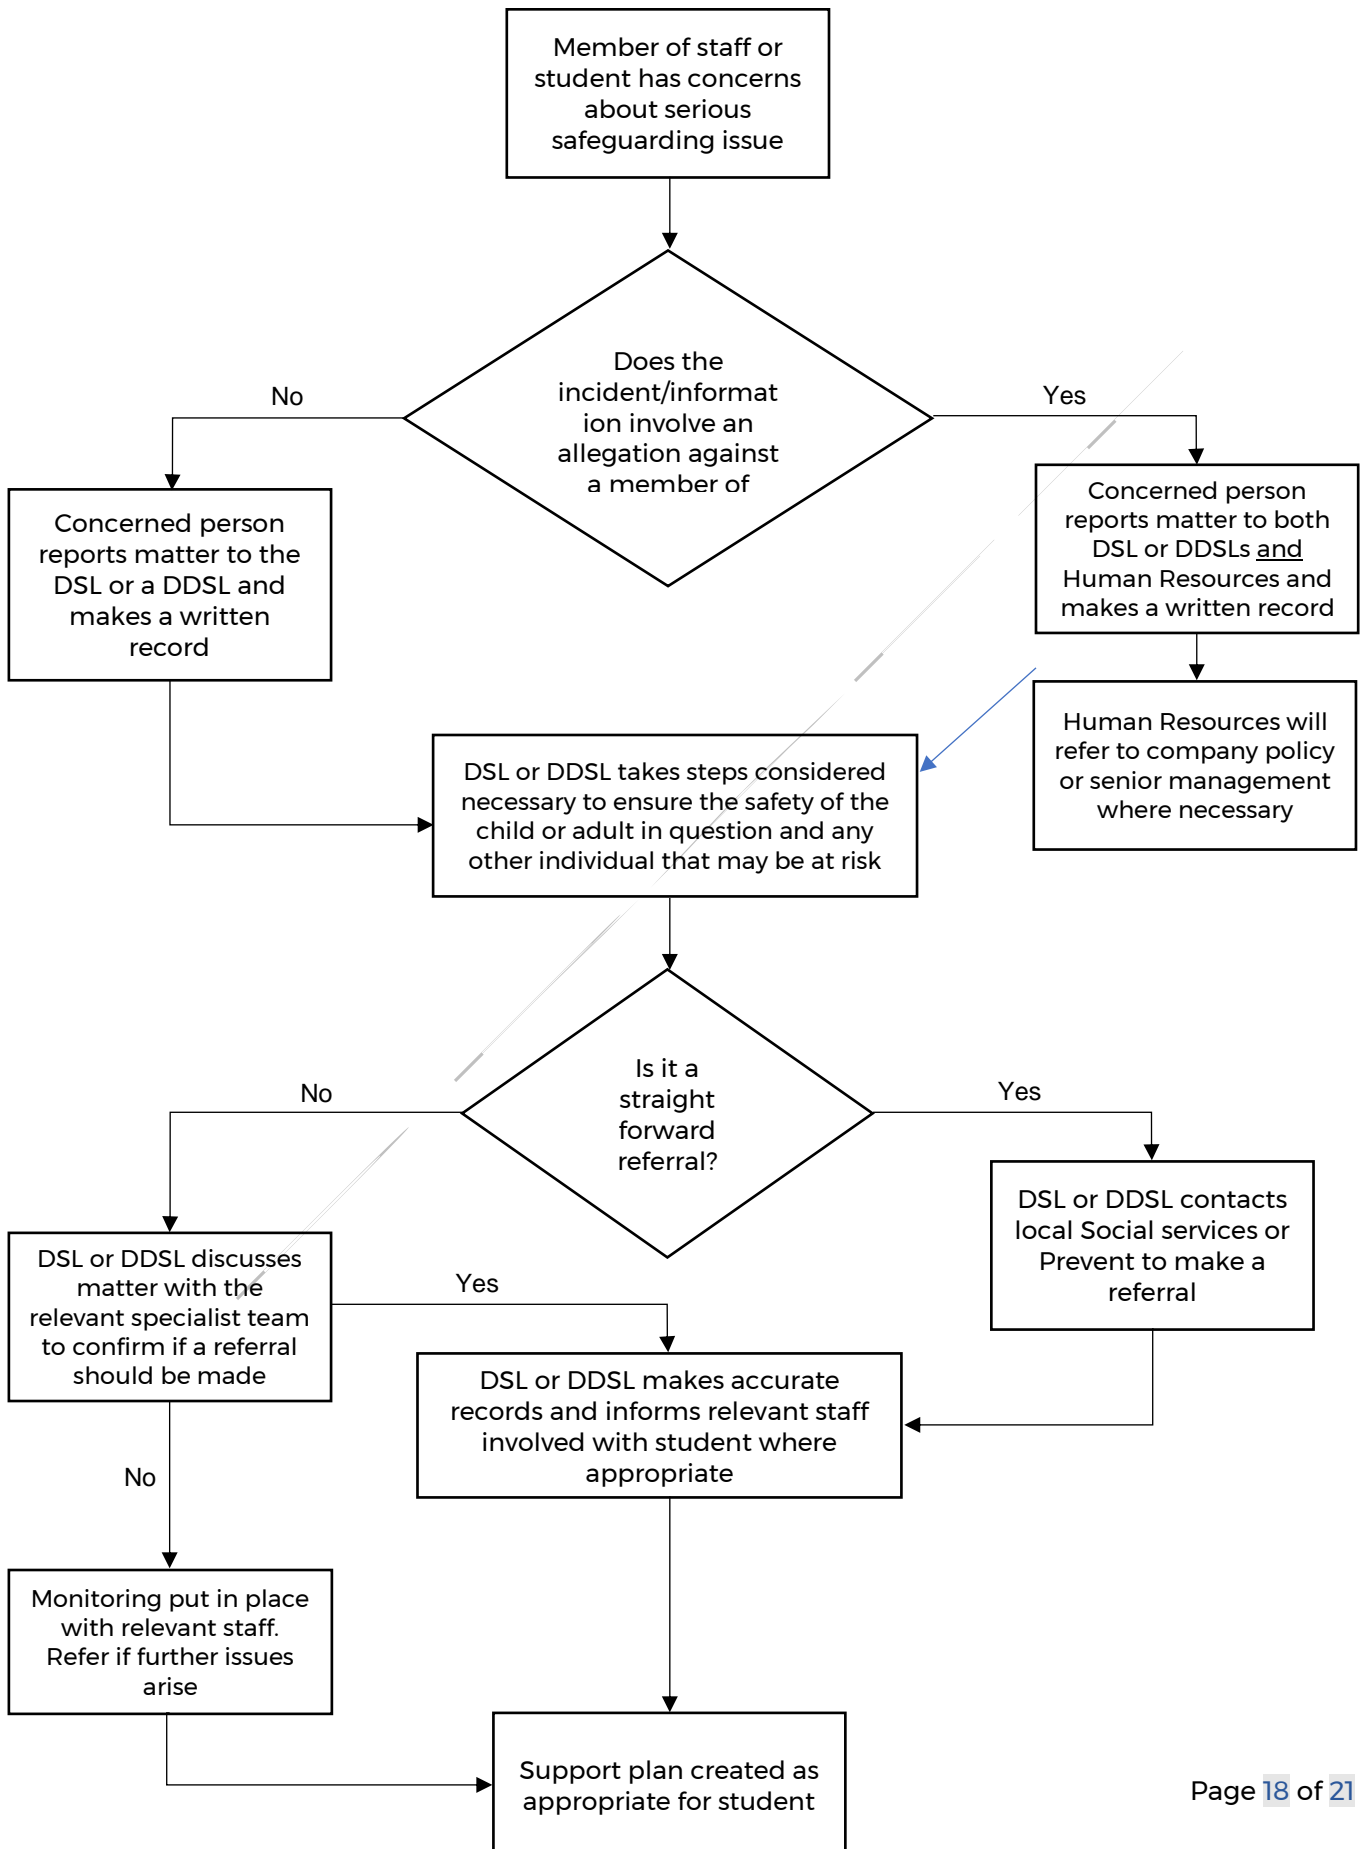 Member of staff or
student has concerns
about serious
safeguarding issue
Does the
incident/informat
ion involve an
allegation against
a member of
No
Yes
Concerned person
reports matter to the
DSL or a DDSL and
makes a written
record
Concerned person
reports matter to both
DSL or DDSLs and
Human Resources and
makes a written record
Human Resources will
refer to company policy
or senior management
where necessary
DSL or DDSL takes steps considered
necessary to ensure the safety of the
child or adult in question and any
other individual that may be at risk
Is it a
straight
forward
referral?
No
Yes
DSL or DDSL contacts
local Social services or
Prevent to make a
referral
DSL or DDSL discusses
matter with the
relevant specialist team
to confirm if a referral
should be made
Yes
DSL or DDSL makes accurate
records and informs relevant staff
involved with student where
appropriate
No
Monitoring put in place
with relevant staff.
Refer if further issues
arise
Support plan created as
appropriate for student
Page 18 of 21